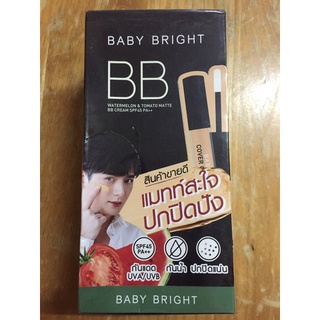 BABY BRIGHT
BB
WATERMELON & TOMATO MATTE
BB CREAM SPF45 PA++
สินค้าขายดี
แมทท์สะใจ
ปกปิดปัง
SPF45
PA++
กันแดด
UVA/UVB
กันน้ำ
ปกปิดแน่น
BABY BRIGHT